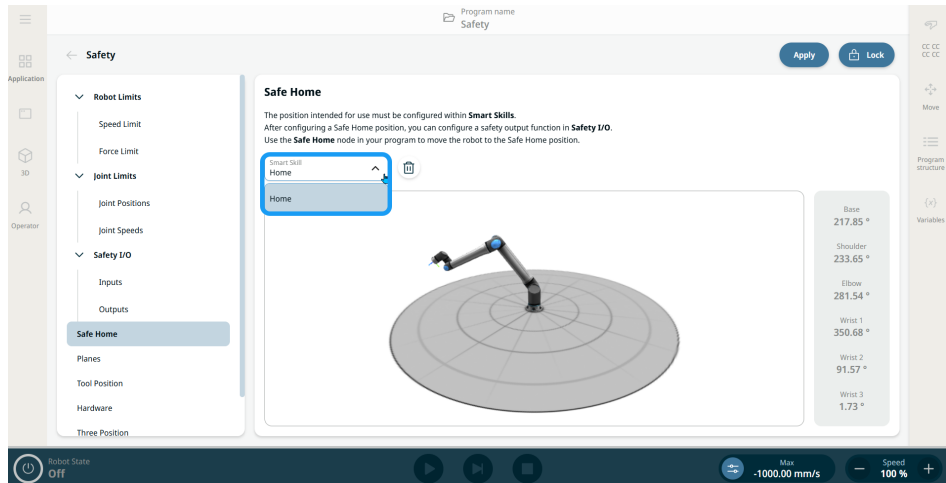 Program name
Safety
Safety
Apply
Lock
CC CC
CC CC
Application
3D
Operator
Robot Limits
Speed Limit
Force Limit
Joint Limits
Joint Positions
Joint Speeds
Safety I/O
Inputs
Outputs
Safe Home
Planes
Tool Position
Hardware
Three Position
Safe Home
The position intended for use must be configured within Smart Skills.
After configuring a Safe Home position, you can configure a safety output function in Safety I/O.
Use the Safe Home node in your program to move the robot to the Safe Home position.
Smart Skill
Home
Home
Base
217.85 °
Shoulder
233.65 °
Elbow
281.54 °
Wrist 1
350.68 °
Wrist 2
91.57 °
Wrist 3
1.73 °
Move
Program
structure
{x}
Variables
Robot State
Off
Max
-1000.00 mm/s
Speed
100 %